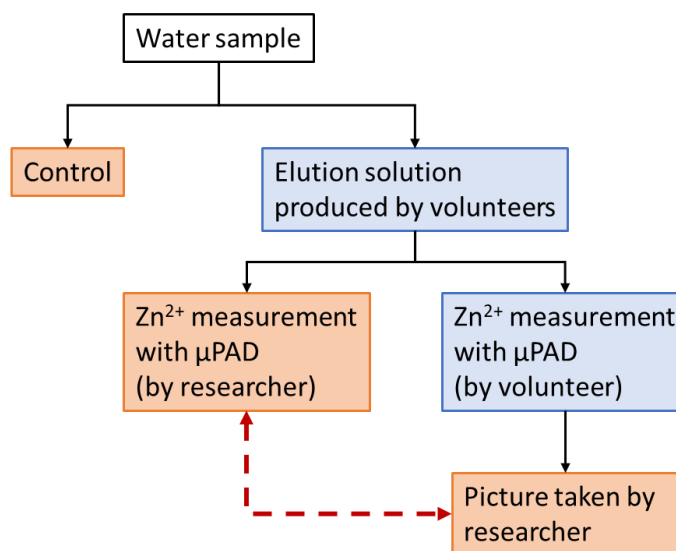 Water sample
Control
Elution solution
produced by volunteers
Zn²⁺ measurement
with µPAD
(by researcher)
Zn²⁺ measurement
with µPAD
(by volunteer)
Picture taken by
researcher